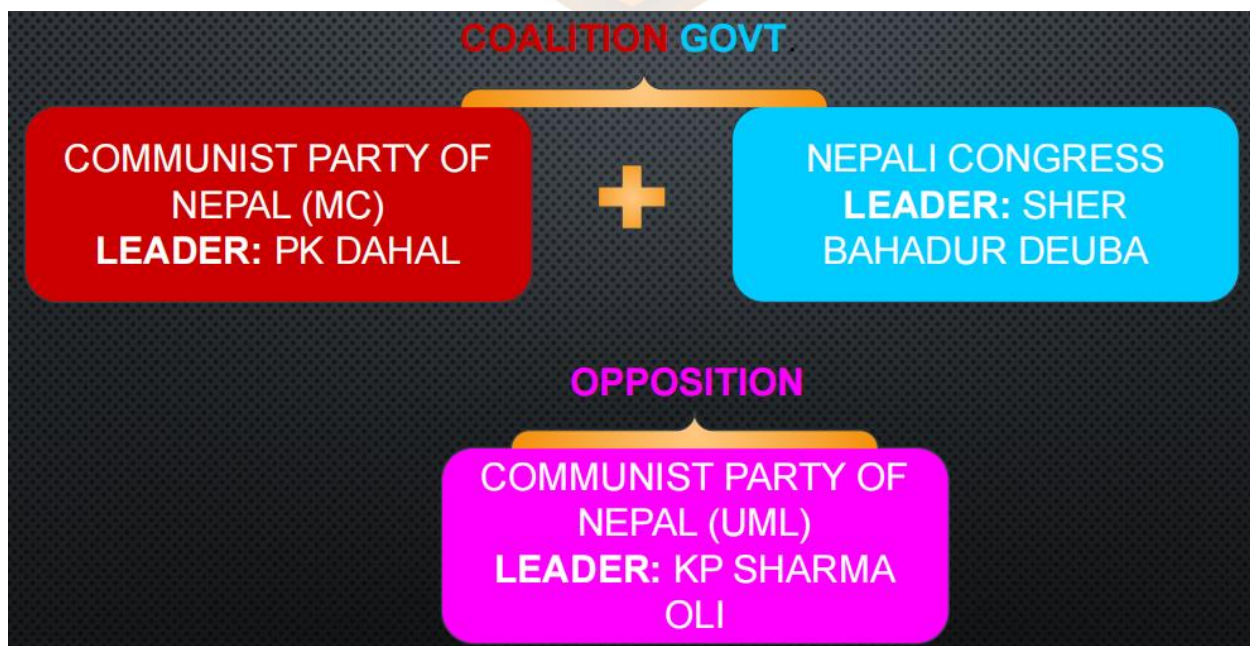 COALITION GOVT.
COMMUNIST PARTY OF
NEPAL (MC)
LEADER: PK DAHAL
NEPALI CONGRESS
LEADER: SHER
BAHADUR DEUBA
OPPOSITION
COMMUNIST PARTY OF
NEPAL (UML)
LEADER: KP SHARMA
OLI